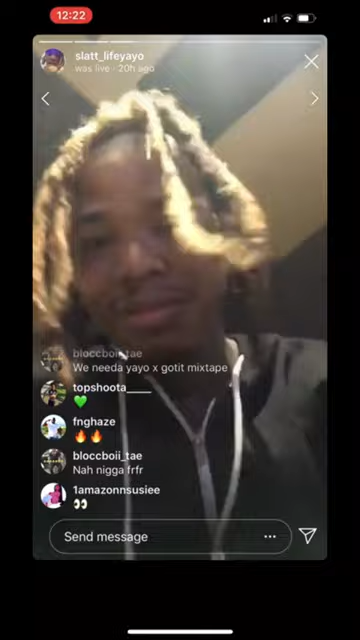 12:22
slatt_lifeyayo
was live · 20h ago
bloccboii_tae
We needa yayo x gotit mixtape
topshoota____
💚
fnghaze
🔥🔥
bloccboii_tae
Nah nigga frfr
1amazonnsusiee
👀
Send message